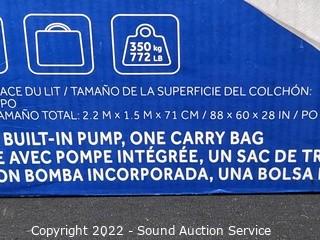 350 kg
772 LB
ACE DU LIT / TAMAÑO DE LA SUPERFICIE DEL COLCHÓN:
PO
AMAÑO TOTAL: 2.2 M x 1.5 M x 71 CM / 88 x 60 x 28 IN / PO
BUILT-IN PUMP, ONE CARRY BAG
E AVEC POMPE INTÉGRÉE, UN SAC DE TR
ON BOMBA INCORPORADA, UNA BOLSA
Copyright 2022 - Sound Auction Service